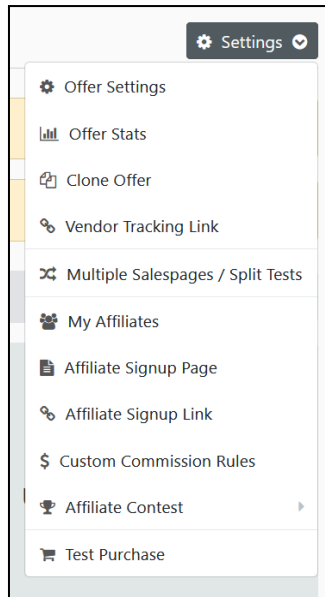 Settings
Offer Settings
Offer Stats
Clone Offer
Vendor Tracking Link
Multiple Salespages / Split Tests
My Affiliates
Affiliate Signup Page
Affiliate Signup Link
$ Custom Commission Rules
Affiliate Contest
Test Purchase